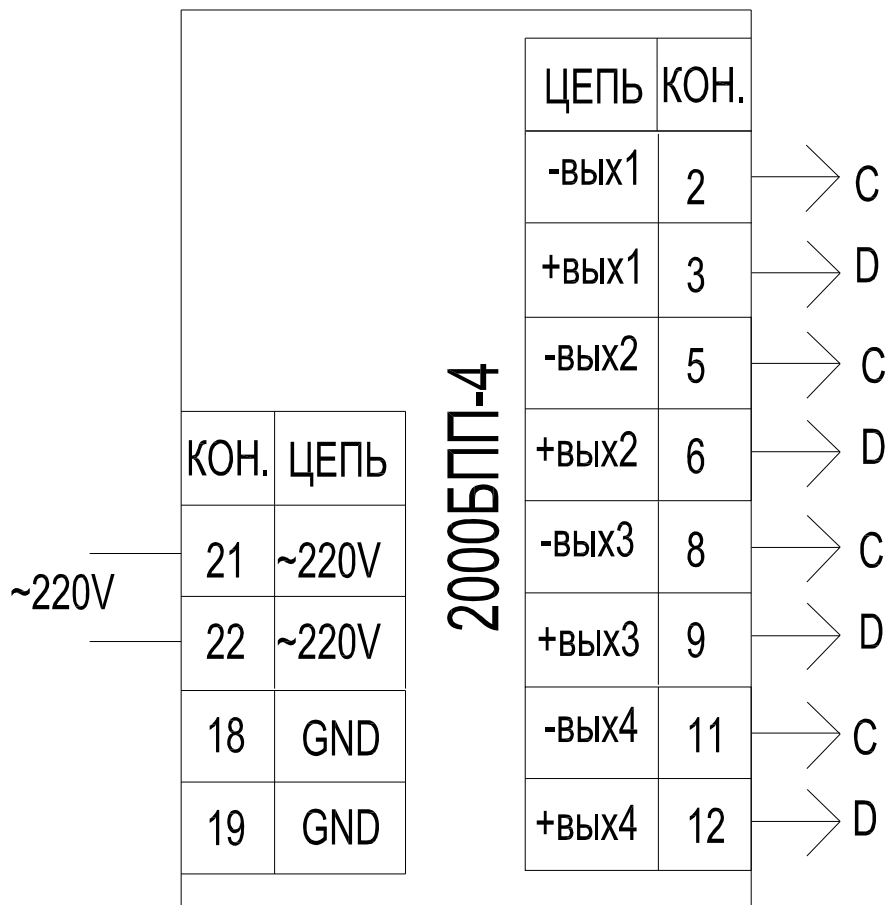 ЦЕПЬ КОН.
-вых1 2 C
+вых1 3 D
-вых2 5 C
+вых2 6 D
-вых3 8 C
+вых3 9 D
-вых4 11 C
+вых4 12 D
2000БПП-4
КОН. ЦЕПЬ
21 ~220V
~220V
22 ~220V
18 GND
19 GND